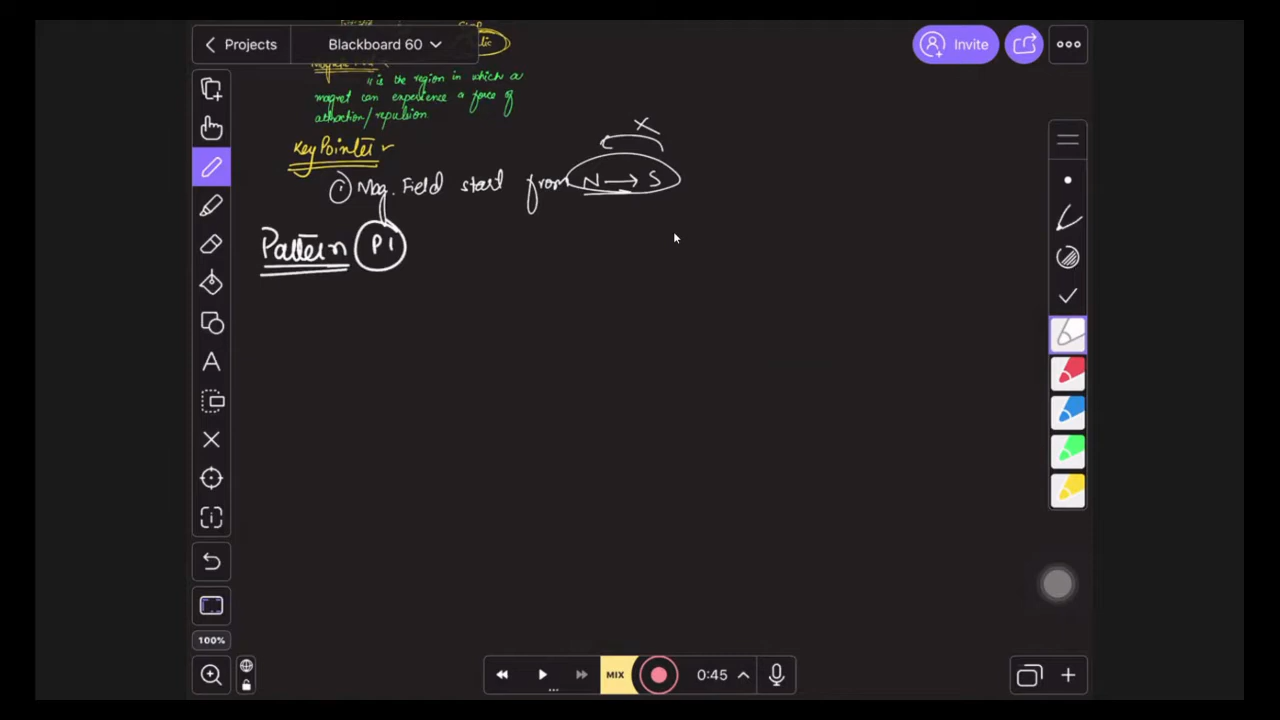 Projects
Blackboard 60
Invite
is the region in which a
magnet can experience a force of
attraction/repulsion
Key Pointer
① Mag. Field start from N → S
X
Pattern P1
A
100%
MIX
0:45